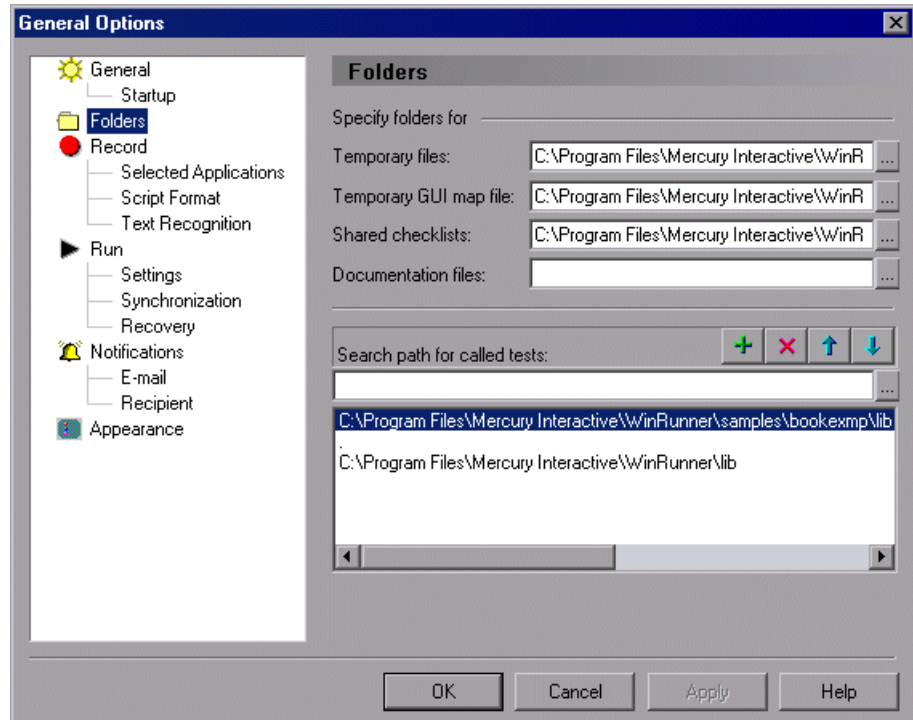 General Options
General
Startup
Folders
Record
Selected Applications
Script Format
Text Recognition
Run
Settings
Synchronization
Recovery
Notifications
E-mail
Recipient
Appearance
Folders
Specify folders for
Temporary files: C:\Program Files\Mercury Interactive\WinR ...
Temporary GUI map file: C:\Program Files\Mercury Interactive\WinR ...
Shared checklists: C:\Program Files\Mercury Interactive\WinR ...
Documentation files: ...
Search path for called tests:
...
C:\Program Files\Mercury Interactive\WinRunner\samples\bookexmp\lib
.
C:\Program Files\Mercury Interactive\WinRunner\lib
OK Cancel Apply Help